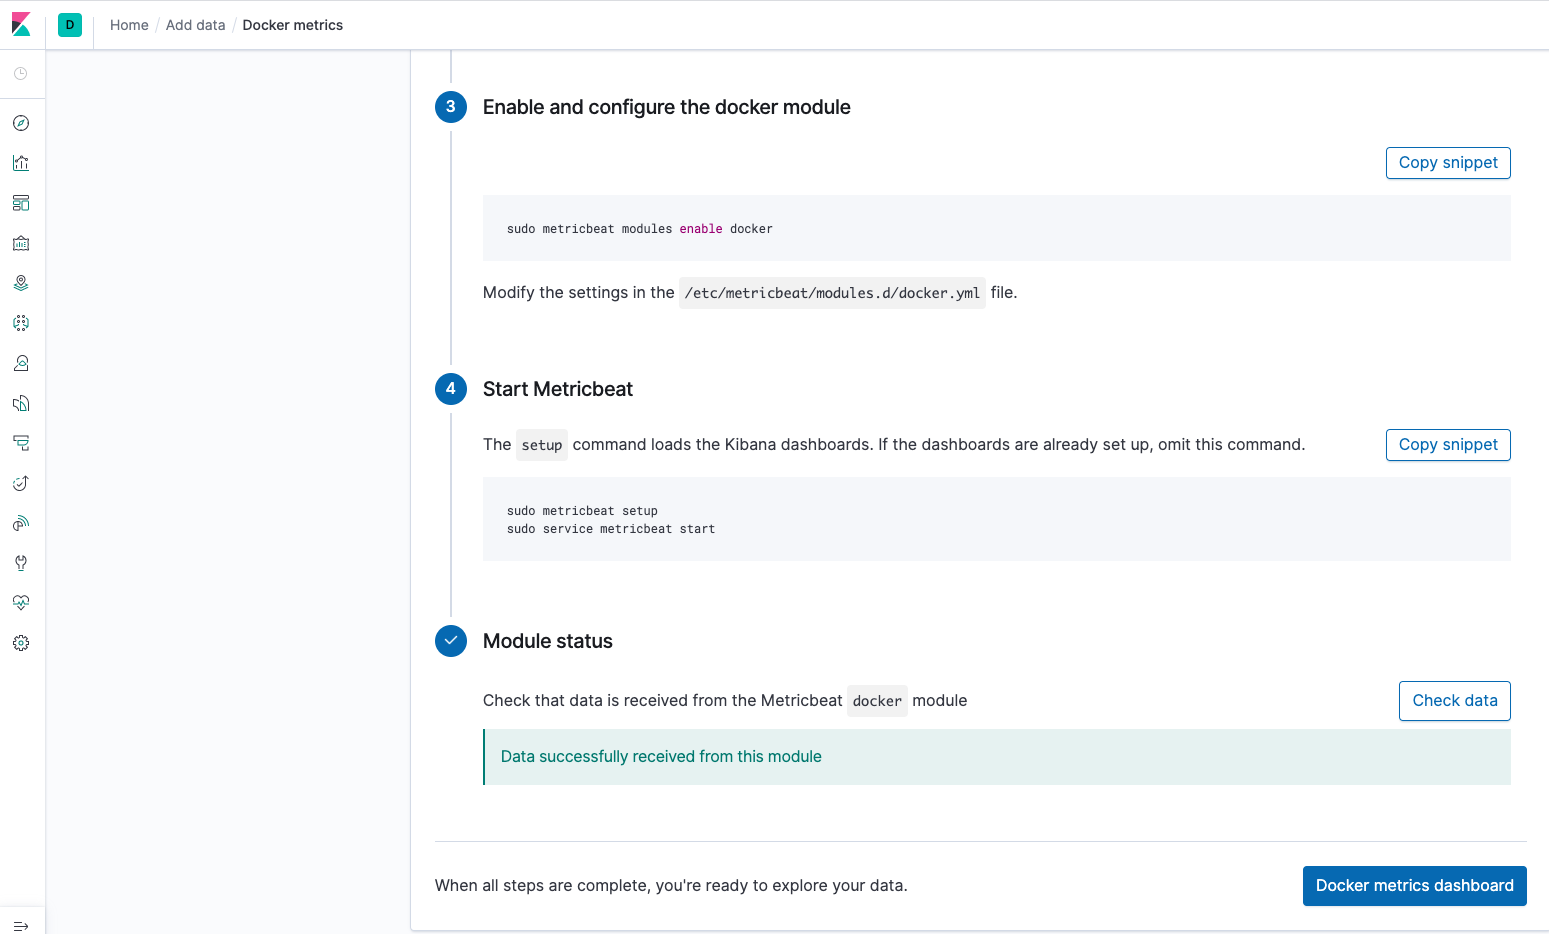 D
Home / Add data / Docker metrics
3 Enable and configure the docker module
Copy snippet
sudo metricbeat modules enable docker
Modify the settings in the /etc/metricbeat/modules.d/docker.yml file.
4 Start Metricbeat
The setup command loads the Kibana dashboards. If the dashboards are already set up, omit this command.
Copy snippet
sudo metricbeat setup
sudo service metricbeat start
Module status
Check that data is received from the Metricbeat docker module
Check data
Data successfully received from this module
When all steps are complete, you're ready to explore your data.
Docker metrics dashboard